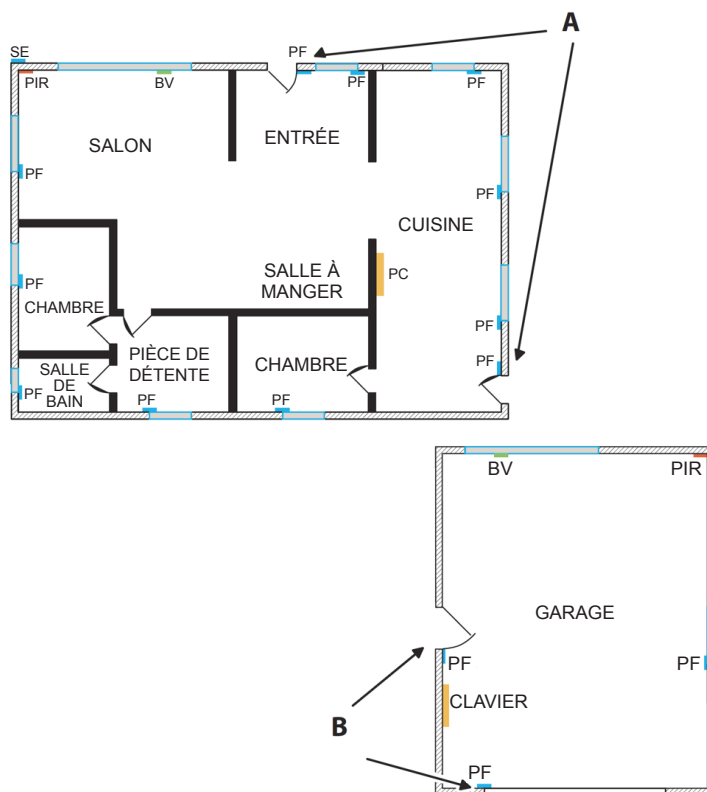 A
SE
PF
PIR
BV
PF
PF
SALON
ENTRÉE
PF
PF
CUISINE
PF
SALLE À
MANGER
PC
CHAMBRE
PF
PIÈCE DE
DÉTENTE
CHAMBRE
PF
SALLE
DE
BAIN
PF
PF
PF
BV
PIR
GARAGE
PF
PF
CLAVIER
B
PF